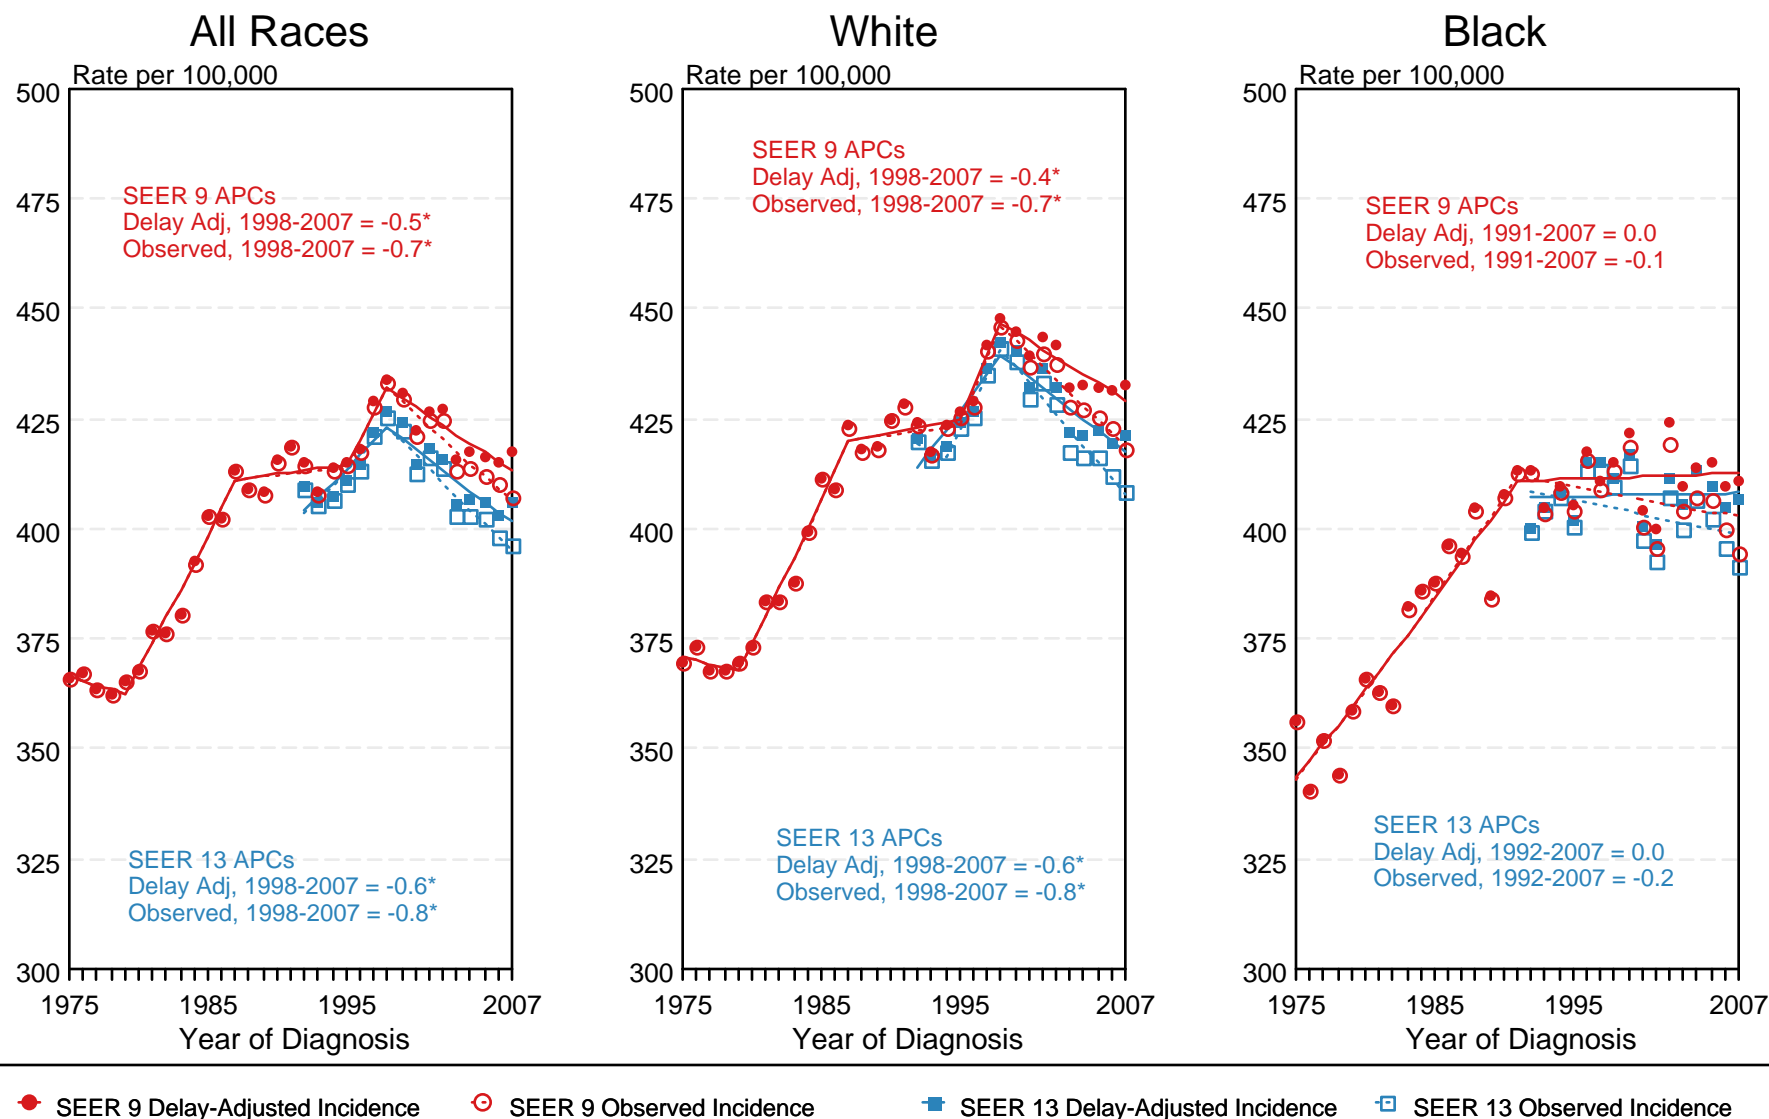 All Races
White
Black
Rate per 100,000
500
475
450
425
400
375
350
325
300
SEER 9 APCs
Delay Adj, 1998-2007 = -0.5*
Observed, 1998-2007 = -0.7*
SEER 13 APCs
Delay Adj, 1998-2007 = -0.6*
Observed, 1998-2007 = -0.8*
1975 1985 1995 2007
Year of Diagnosis
Rate per 100,000
500
475
450
425
400
375
350
325
300
SEER 9 APCs
Delay Adj, 1998-2007 = -0.4*
Observed, 1998-2007 = -0.7*
SEER 13 APCs
Delay Adj, 1998-2007 = -0.6*
Observed, 1998-2007 = -0.8*
1975 1985 1995 2007
Year of Diagnosis
Rate per 100,000
500
475
450
425
400
375
350
325
300
SEER 9 APCs
Delay Adj, 1991-2007 = 0.0
Observed, 1991-2007 = -0.1
SEER 13 APCs
Delay Adj, 1992-2007 = 0.0
Observed, 1992-2007 = -0.2
1975 1985 1995 2007
Year of Diagnosis
SEER 9 Delay-Adjusted Incidence
SEER 9 Observed Incidence
SEER 13 Delay-Adjusted Incidence
SEER 13 Observed Incidence